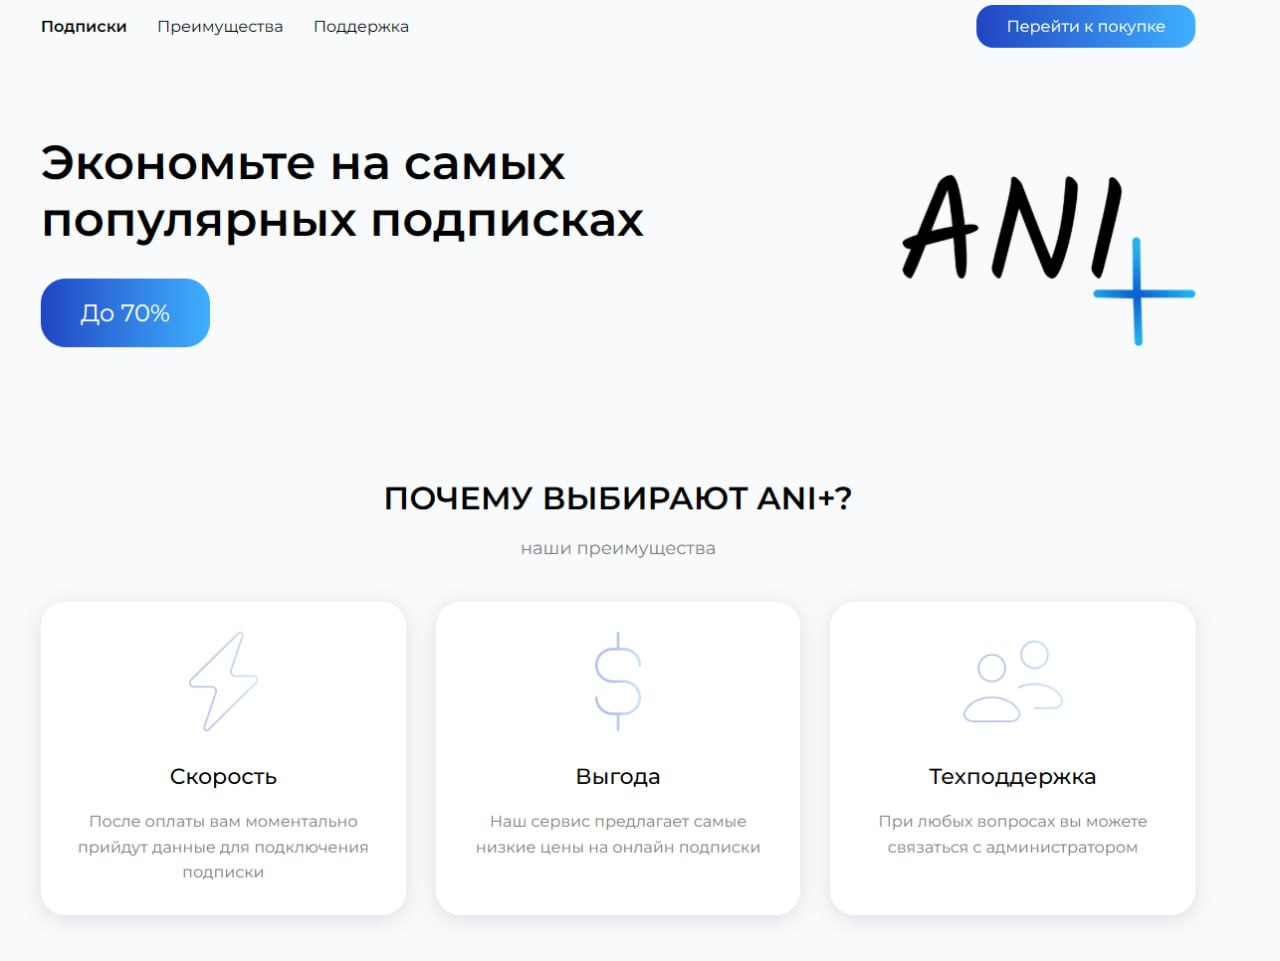 Подписки
Преимущества
Поддержка
Перейти к покупке
Экономьте на самых
популярных подписках
До 70%
ANI+
ПОЧЕМУ ВЫБИРАЮТ ANI+?
наши преимущества
Скорость
После оплаты вам моментально
прийдут данные для подключения
подписки
Выгода
Наш сервис предлагает самые
низкие цены на онлайн подписки
Техподдержка
При любых вопросах вы можете
связаться с администратором